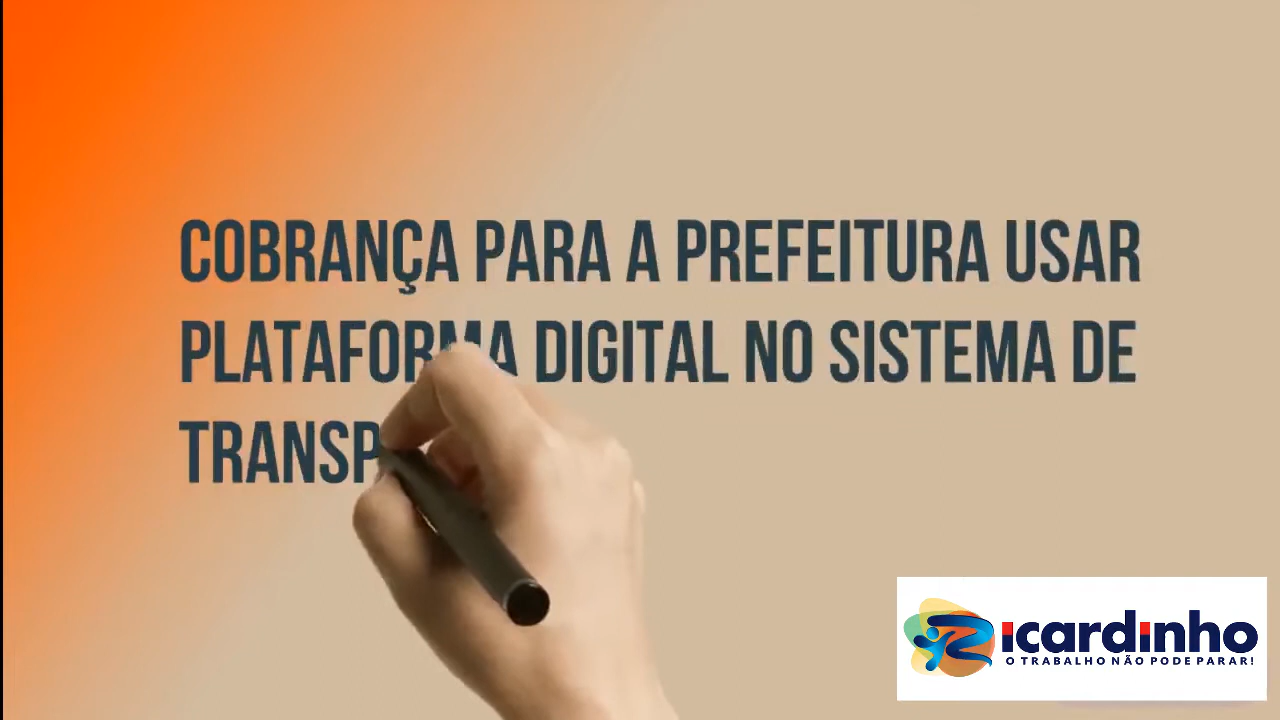 COBRANÇA PARA A PREFEITURA USAR
PLATAFORMA DIGITAL NO SISTEMA DE
TRANSP
Ricardinho
O TRABALHO NÃO PODE PARAR!